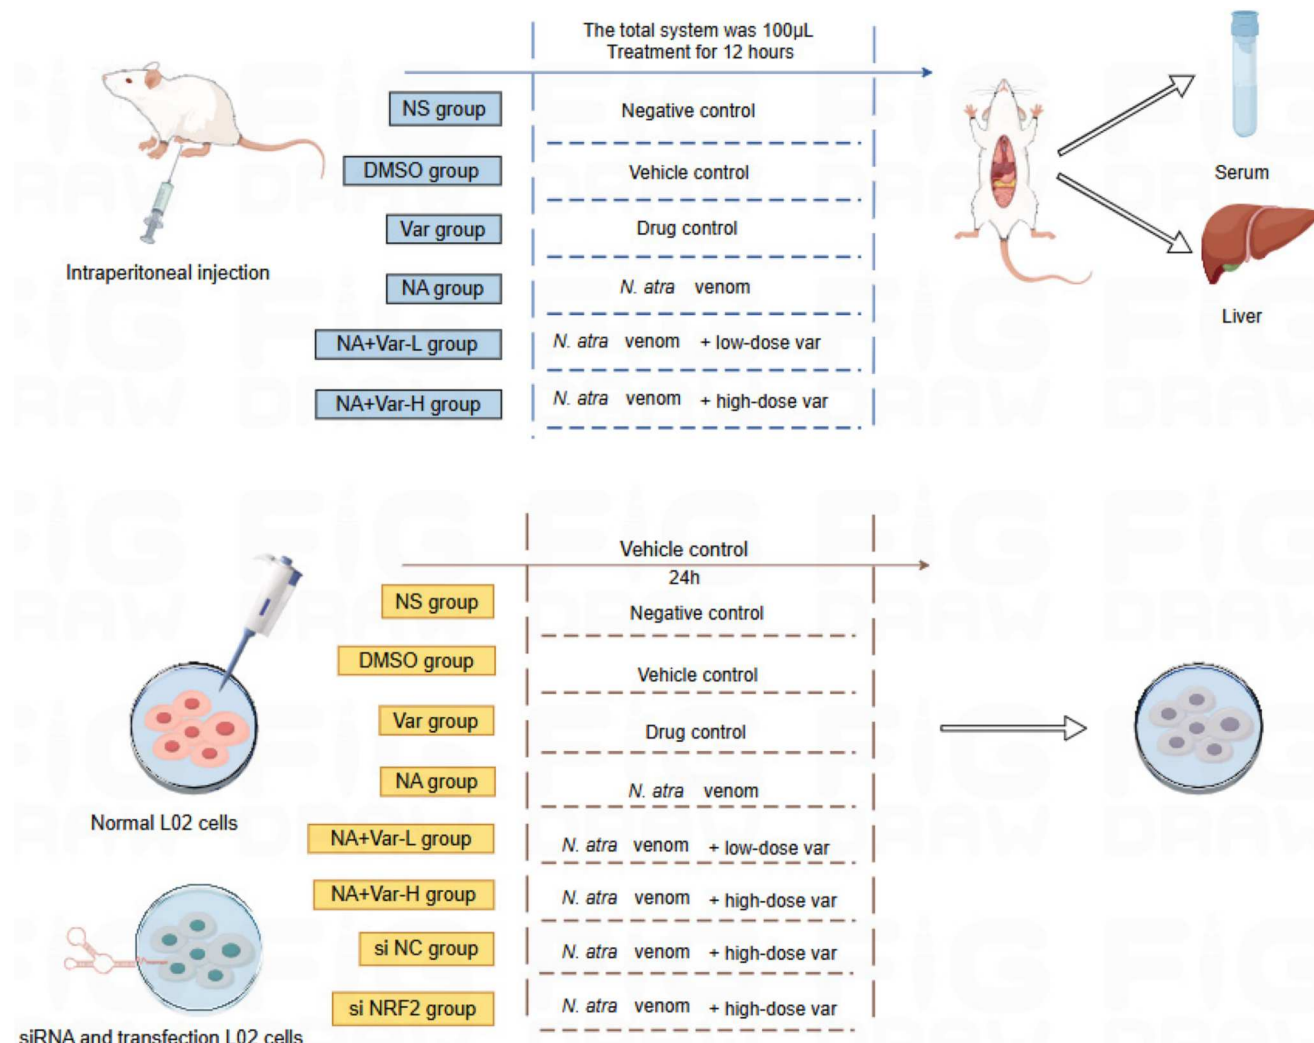 The total system was 100μL
Treatment for 12 hours
NS group
Negative control
DMSO group
Vehicle control
Var group
Drug control
NA group
N. atra venom
NA+Var-L group
N. atra venom + low-dose var
NA+Var-H group
N. atra venom + high-dose var
Intraperitoneal injection
Serum
Liver
Vehicle control
24h
NS group
Negative control
DMSO group
Vehicle control
Var group
Drug control
NA group
N. atra venom
NA+Var-L group
N. atra venom + low-dose var
NA+Var-H group
N. atra venom + high-dose var
si NC group
N. atra venom + high-dose var
si NRF2 group
N. atra venom + high-dose var
Normal L02 cells
siRNA and transfection L02 cells
FIG DRAW